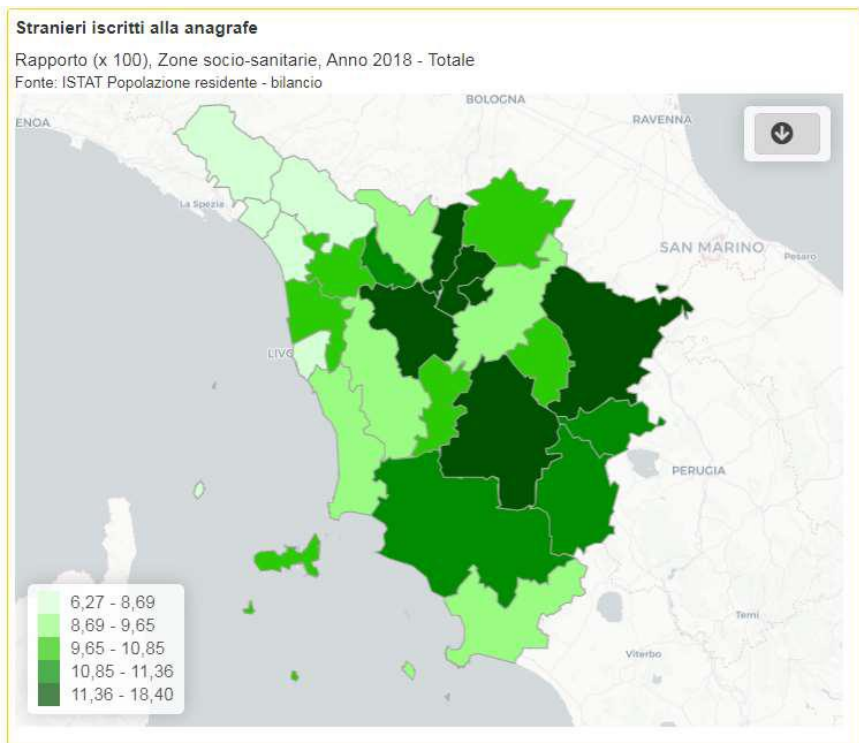 Stranieri iscritti alla anagrafe
Rapporto (x 100), Zone socio-sanitarie, Anno 2018 - Totale
Fonte: ISTAT Popolazione residente - bilancio
BOLOGNA
ENOA
RAVENNA
La Spezia
SAN MARINO
Pesaro
LIVO
PERUGIA
Terni
Viterbo
6,27 - 8,69
8,69 - 9,65
9,65 - 10,85
10,85 - 11,36
11,36 - 18,40